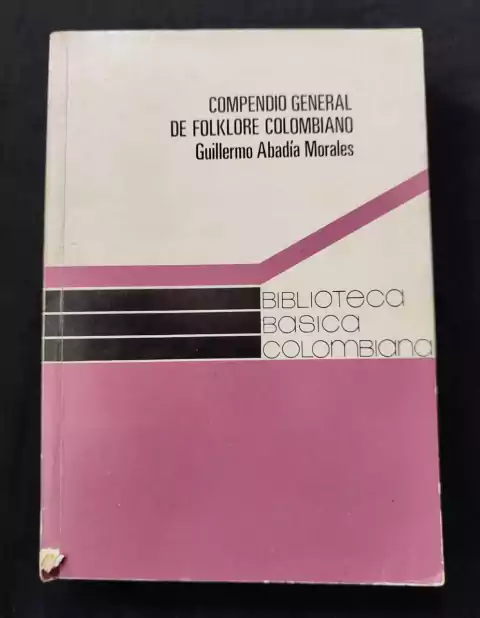 COMPENDIO GENERAL
DE FOLKLORE COLOMBIANO
Guillermo Abadía Morales
BIBLIOTeca
Basica
COLOMBIana